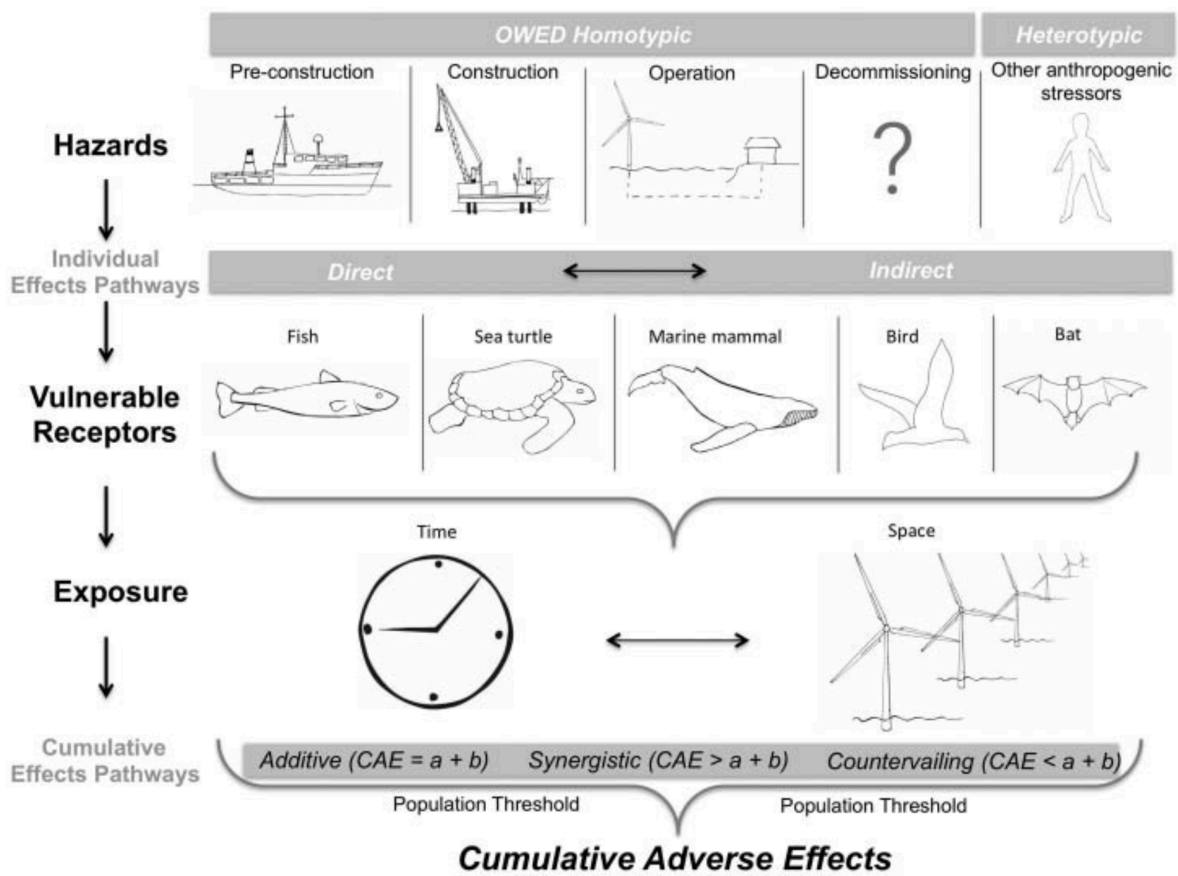 OWED Homotypic
Heterotypic
Pre-construction
Construction
Operation
Decommissioning
Other anthropogenic
stressors
?
Hazards
Individual
Effects Pathways
Direct
Indirect
Fish
Sea turtle
Marine mammal
Bird
Bat
Vulnerable
Receptors
Time
Space
Exposure
Cumulative
Effects Pathways
Additive (CAE = a + b)
Synergistic (CAE > a + b)
Countervailing (CAE < a + b)
Population Threshold
Population Threshold
Cumulative Adverse Effects